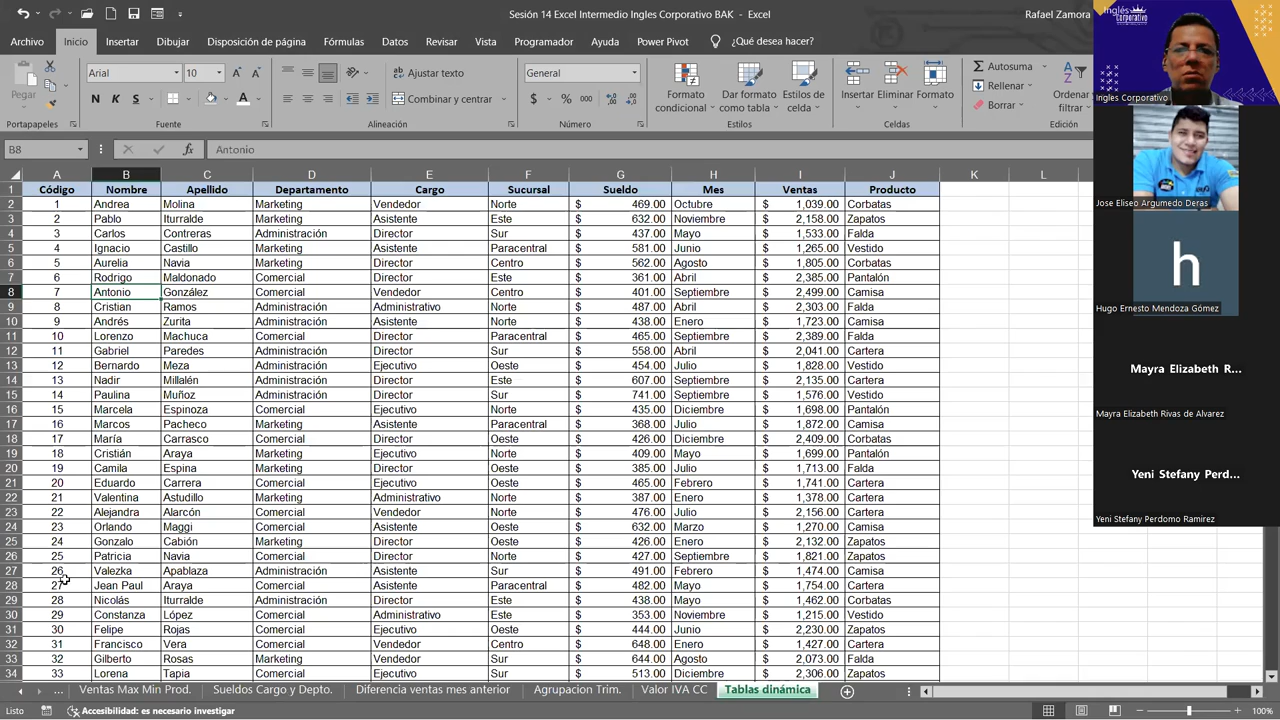 Sesión 14 Excel Intermedio Ingles Corporativo BAK - Excel
Rafael Zamora
Archivo Inicio Insertar Dibujar Disposición de página Fórmulas Datos Revisar Vista Programador Ayuda Power Pivot ¿Qué desea hacer?
Pegar
Arial 10
N K S
Ajustar texto
Combinar y centrar
General
$ % 000
Formato condicional
Dar formato como tabla
Estilos de celda
Insertar Eliminar Formato
Autosuma
Rellenar
Borrar
Ordenar filtrar
Portapapeles Fuente Alineación Número Estilos Celdas Edición
B8 fx Antonio
A B C D E F G H I J K L
1 Código Nombre Apellido Departamento Cargo Sucursal Sueldo Mes Ventas Producto
2 1 Andrea Molina Marketing Vendedor Norte $ 469.00 Octubre $ 1,039.00 Corbatas
3 2 Pablo Iturralde Marketing Asistente Este $ 632.00 Noviembre $ 2,158.00 Zapatos
4 3 Carlos Contreras Administración Director Sur $ 437.00 Mayo $ 1,533.00 Falda
5 4 Ignacio Castillo Marketing Asistente Paracentral $ 581.00 Junio $ 1,265.00 Vestido
6 5 Aurelia Navia Marketing Director Centro $ 562.00 Agosto $ 1,805.00 Corbatas
7 6 Rodrigo Maldonado Comercial Director Este $ 361.00 Abril $ 2,385.00 Pantalón
8 7 Antonio González Comercial Vendedor Centro $ 401.00 Septiembre $ 2,499.00 Camisa
9 8 Cristian Ramos Administración Administrativo Norte $ 487.00 Abril $ 2,303.00 Falda
10 9 Andrés Zurita Administración Asistente Norte $ 438.00 Enero $ 1,723.00 Camisa
11 10 Lorenzo Machuca Comercial Director Paracentral $ 465.00 Septiembre $ 2,389.00 Falda
12 11 Gabriel Paredes Administración Director Sur $ 558.00 Abril $ 2,041.00 Cartera
13 12 Bernardo Meza Administración Ejecutivo Oeste $ 454.00 Julio $ 1,828.00 Vestido
14 13 Nadir Millalén Administración Director Este $ 607.00 Septiembre $ 2,135.00 Cartera
15 14 Paulina Muñoz Administración Director Sur $ 741.00 Septiembre $ 1,576.00 Vestido
16 15 Marcela Espinoza Comercial Ejecutivo Norte $ 435.00 Diciembre $ 1,698.00 Pantalón
17 16 Marcos Pacheco Comercial Ejecutivo Paracentral $ 368.00 Julio $ 1,872.00 Camisa
18 17 María Carrasco Comercial Director Oeste $ 426.00 Diciembre $ 2,409.00 Corbatas
19 18 Cristián Araya Comercial Ejecutivo Norte $ 409.00 Mayo $ 1,699.00 Pantalón
20 19 Camila Espina Marketing Director Oeste $ 385.00 Julio $ 1,713.00 Falda
21 20 Eduardo Carrera Comercial Ejecutivo Oeste $ 465.00 Febrero $ 1,741.00 Cartera
22 21 Valentina Astudillo Marketing Administrativo Norte $ 387.00 Enero $ 1,378.00 Camisa
23 22 Alejandra Alarcón Comercial Vendedor Oeste $ 476.00 Julio $ 2,156.00 Cartera
24 23 Orlando Maggi Comercial Asistente Oeste $ 632.00 Marzo $ 1,270.00 Camisa
25 24 Gonzalo Cabión Marketing Asistente Oeste $ 426.00 Enero $ 2,132.00 Zapatos
26 25 Patricia Navia Comercial Director Norte $ 427.00 Septiembre $ 1,821.00 Zapatos
27 26 Valezka Apablaza Administración Asistente Sur $ 491.00 Febrero $ 1,474.00 Camisa
28 27 Jean Paul Araya Comercial Asistente Paracentral $ 482.00 Mayo $ 1,754.00 Cartera
29 28 Nicolás Iturralde Administración Director Este $ 438.00 Mayo $ 1,462.00 Corbatas
30 29 Constanza López Comercial Administrativo Este $ 353.00 Noviembre $ 1,215.00 Vestido
31 30 Felipe Rojas Comercial Ejecutivo Oeste $ 444.00 Junio $ 2,230.00 Zapatos
32 31 Francisco Vera Comercial Vendedor Centro $ 648.00 Enero $ 1,427.00 Zapatos
33 32 Gilberto Rosas Marketing Vendedor Sur $ 644.00 Agosto $ 2,073.00 Falda
34 33 Lorena Tapia Comercial Ejecutivo Sur $ 513.00 Diciembre $ 2,306.00 Zapatos
... Ventas Max Min Prod. Sueldos Cargo y Depto. Diferencia ventas mes anterior Agrupacion Trim. Valor IVA CC Tablas dinámica
Listo Accesibilidad: es necesario investigar 100%
Inglés Corporativo
Ingles Corporativo
Jose Eliseo Argumedo Deras
h
Hugo Ernesto Mendoza Gómez
Mayra Elizabeth R...
Mayra Elizabeth Rivas de Alvarez
Yeni Stefany Perd...
Yeni Stefany Perdomo Ramirez